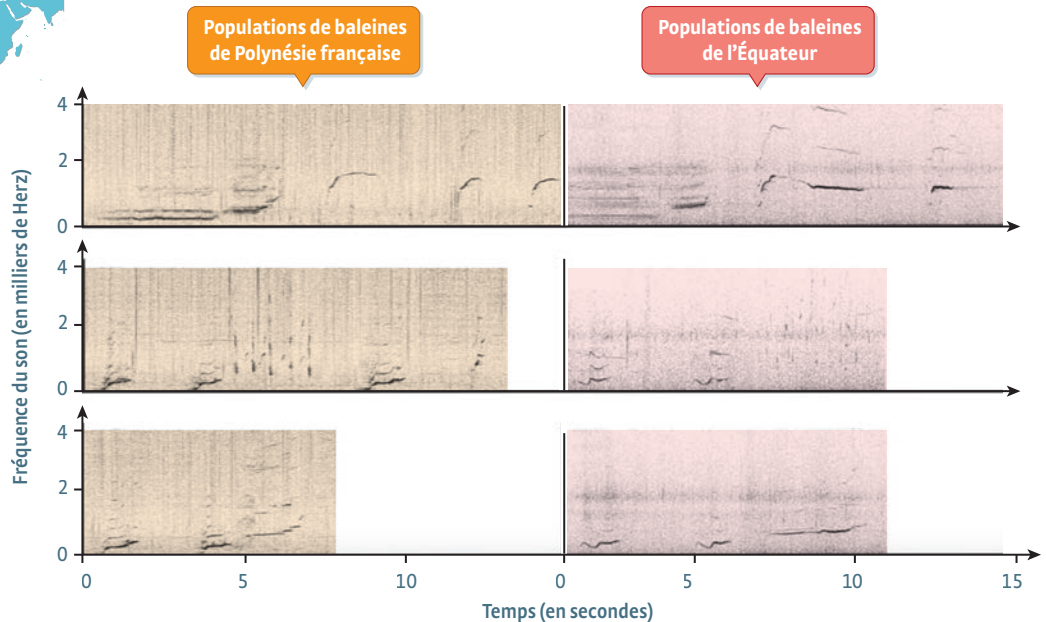 Populations de baleines
de Polynésie française
Populations de baleines
de l'Équateur
Fréquence du son (en milliers de Herz)
4
2
0
4
2
0
4
2
0
0
5
10
0
5
10
15
Temps (en secondes)